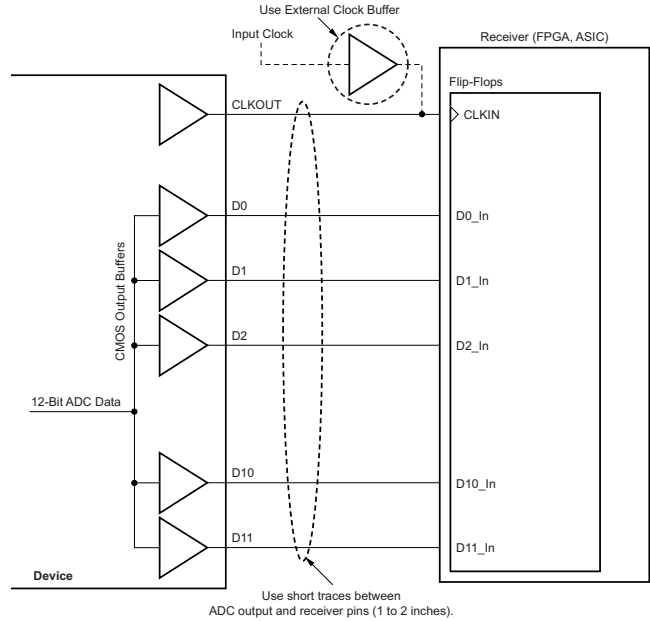 Use External Clock Buffer
Input Clock
Receiver (FPGA, ASIC)
Flip-Flops
CLKOUT
CLKIN
D0
D0_In
CMOS Output Buffers
D1
D1_In
D2
D2_In
12-Bit ADC Data
D10
D10_In
D11
D11_In
Device
Use short traces between
ADC output and receiver pins (1 to 2 inches).